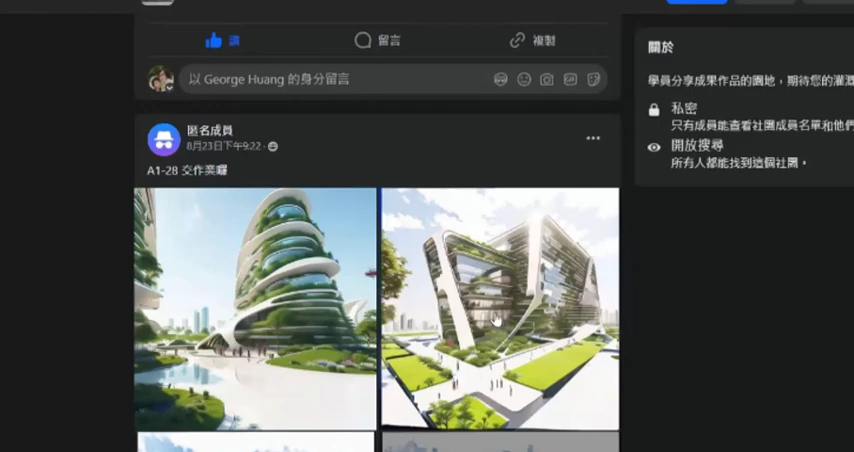 讚
留言
複製
以 George Huang 的身分留言
匿名成員
8月23日下午9:22
A1-28 交作業囉
關於
學員分享成果作品的園地，期待您的灌溉
私密
只有成員能查看社團成員名單和他們
開放搜尋
所有人都能找到這個社團。